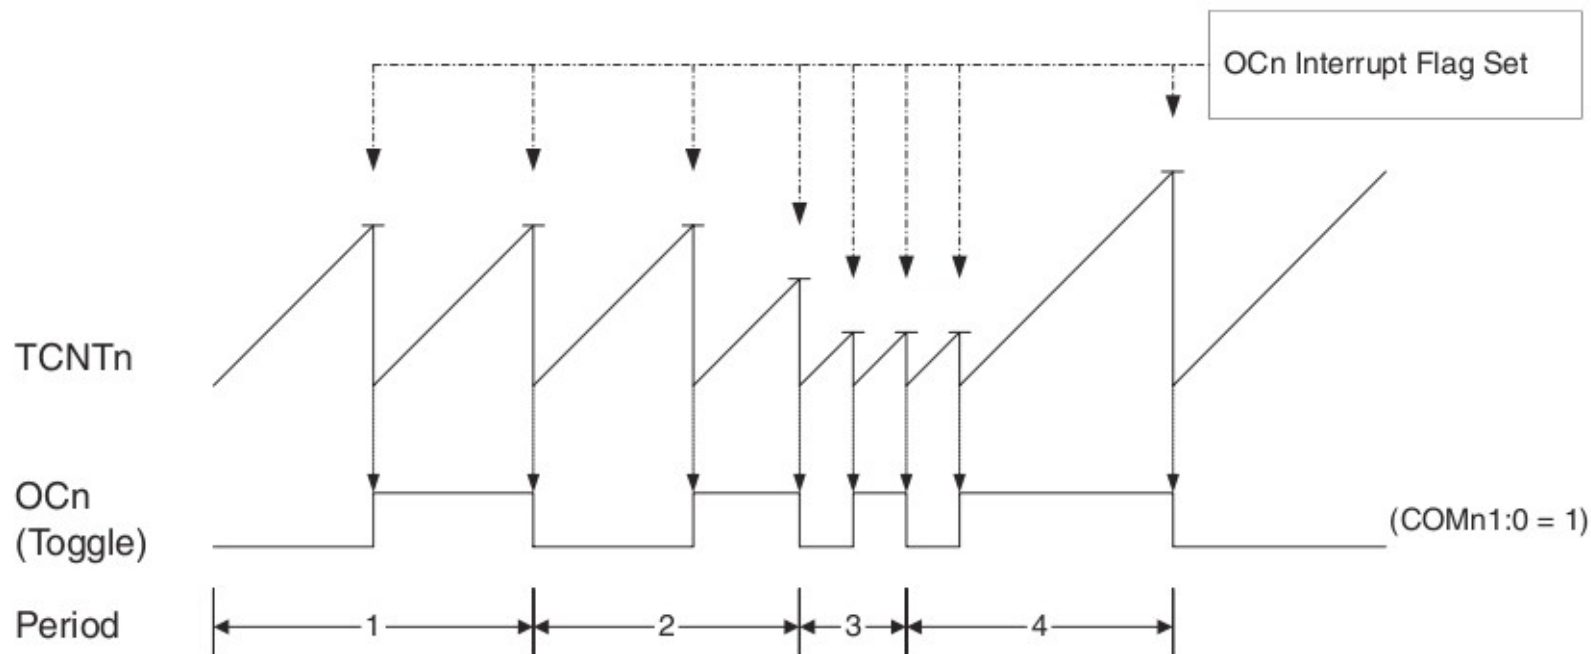 OCn Interrupt Flag Set
TCNTn
OCn
(Toggle)
(COMn1:0 = 1)
Period
1
2
3
4